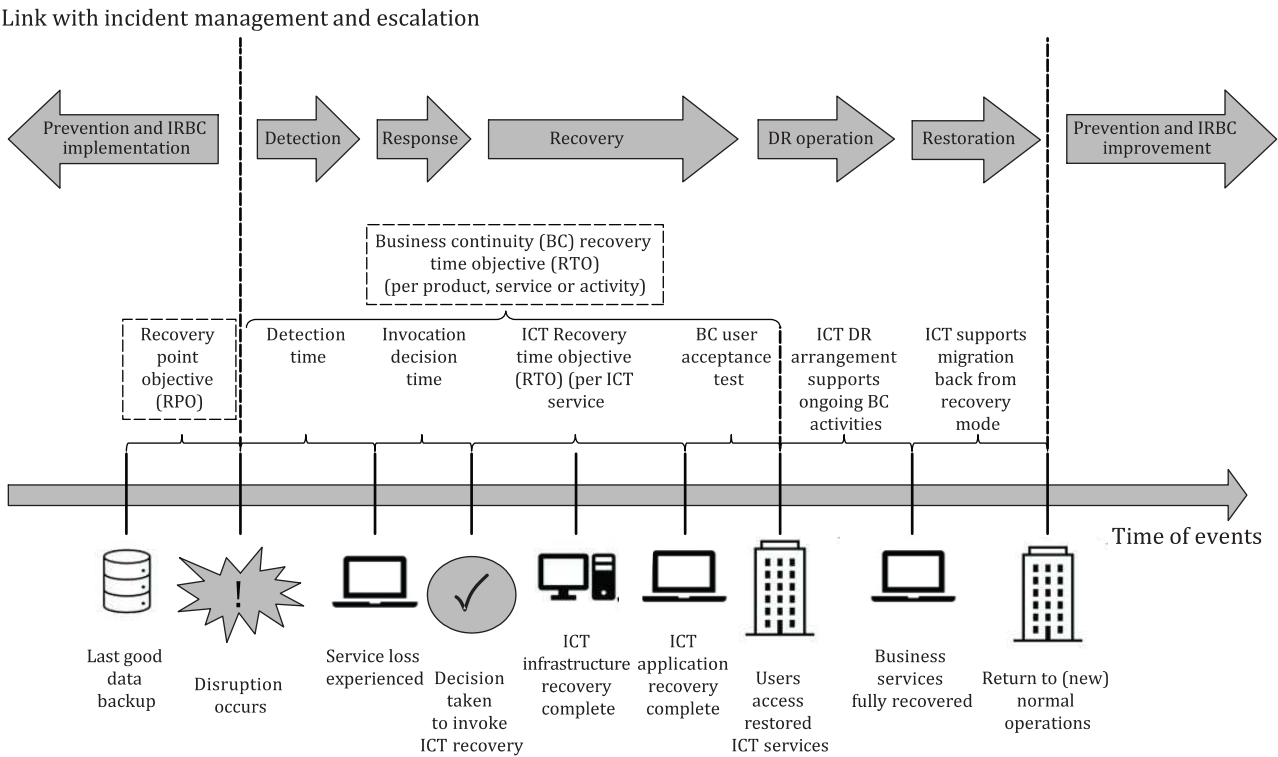 Link with incident management and escalation
Prevention and IRBC
implementation
Detection
Response
Recovery
DR operation
Restoration
Prevention and IRBC
improvement
Business continuity (BC) recovery
time objective (RTO)
(per product, service or activity)
Recovery
point
objective
(RPO)
Detection
time
Invocation
decision
time
ICT Recovery
time objective
(RTO) (per ICT
service
BC user
acceptance
test
ICT DR
arrangement
supports
ongoing BC
activities
ICT supports
migration
back from
recovery
mode
Time of events
!
Last good
data
backup
Disruption
occurs
Service loss
experienced
Decision
taken
to invoke
ICT recovery
ICT
infrastructure
recovery
complete
ICT
application
recovery
complete
Users
access
restored
ICT services
Business
services
fully recovered
Return to (new)
normal
operations